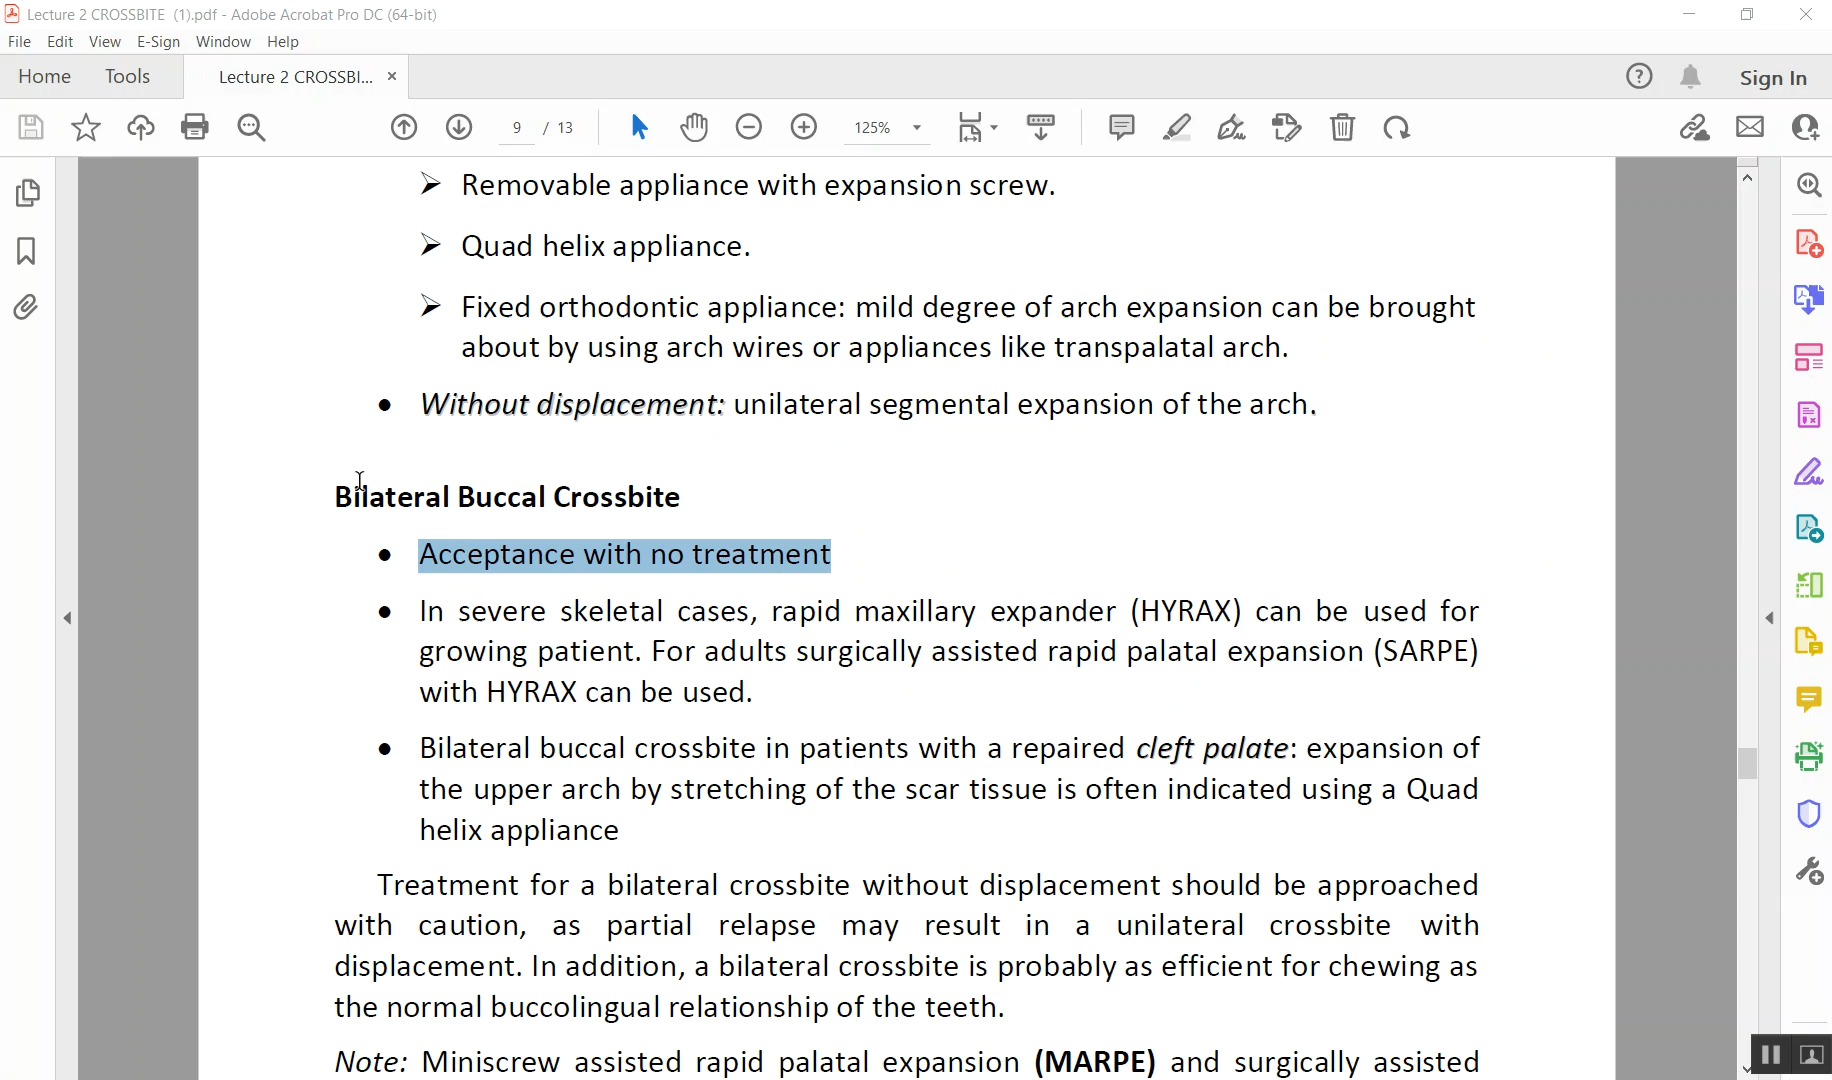 Lecture 2 CROSSBITE (1).pdf - Adobe Acrobat Pro DC (64-bit)
File Edit View E-Sign Window Help
Home Tools Lecture 2 CROSSBI... × Sign In
9 / 13 125%
➢ Removable appliance with expansion screw.
➢ Quad helix appliance.
➢ Fixed orthodontic appliance: mild degree of arch expansion can be brought
about by using arch wires or appliances like transpalatal arch.
• Without displacement: unilateral segmental expansion of the arch.
Bilateral Buccal Crossbite
• Acceptance with no treatment
• In severe skeletal cases, rapid maxillary expander (HYRAX) can be used for
growing patient. For adults surgically assisted rapid palatal expansion (SARPE)
with HYRAX can be used.
• Bilateral buccal crossbite in patients with a repaired cleft palate: expansion of
the upper arch by stretching of the scar tissue is often indicated using a Quad
helix appliance
Treatment for a bilateral crossbite without displacement should be approached
with caution, as partial relapse may result in a unilateral crossbite with
displacement. In addition, a bilateral crossbite is probably as efficient for chewing as
the normal buccolingual relationship of the teeth.
Note: Miniscrew assisted rapid palatal expansion (MARPE) and surgically assisted